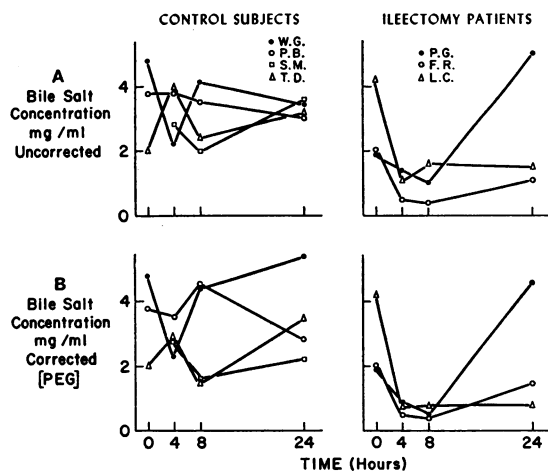 CONTROL SUBJECTS
ILEECTOMY PATIENTS
A
Bile Salt
Concentration
mg /ml
Uncorrected
4
2
0
W.G.
P.B.
S.M.
T.D.
P.G.
F.R.
L.C.
B
Bile Salt
Concentration
mg/ml
Corrected
[PEG]
4
2
0
0 4 8 24
0 4 8 24
TIME (Hours)